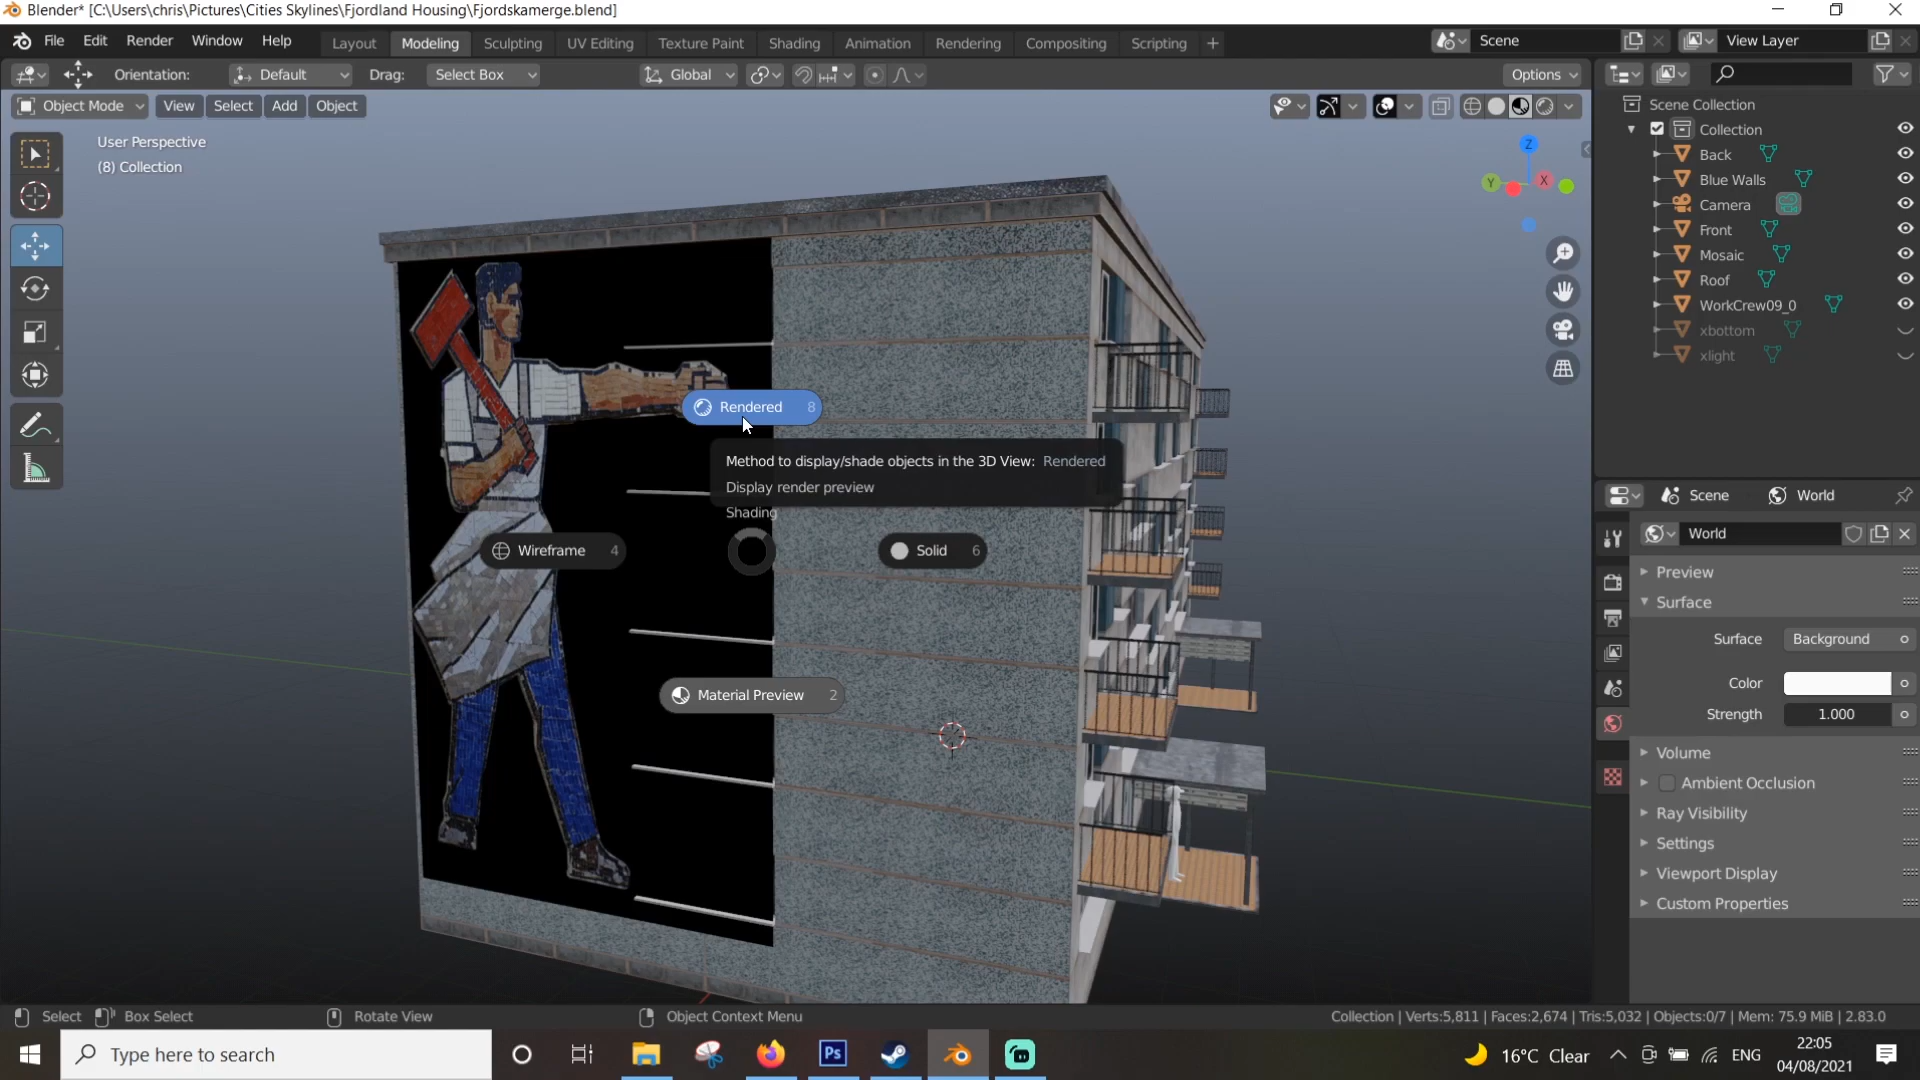 Blender* [C:\Users\chris\Pictures\Cities Skylines\Fjordland Housing\Fjordskamerge.blend]
File Edit Render Window Help Layout Modeling Sculpting UV Editing Texture Paint Shading Animation Rendering Compositing Scripting + Scene View Layer
Orientation: Default Drag: Select Box Global Options
Object Mode View Select Add Object
User Perspective
(8) Collection
Z
Y
X
Rendered 8
Method to display/shade objects in the 3D View: Rendered
Display render preview
Shading
Wireframe 4
Solid 6
Material Preview 2
Scene Collection
Collection
Back
Blue Walls
Camera
Front
Mosaic
Roof
WorkCrew09_0
xbottom
xlight
Scene World
World
Preview
Surface
Surface Background
Color
Strength 1.000
Volume
Ambient Occlusion
Ray Visibility
Settings
Viewport Display
Custom Properties
Select Box Select Rotate View Object Context Menu Collection | Verts:5,811 | Faces:2,674 | Tris:5,032 | Objects:0/7 | Mem: 75.9 MiB | 2.83.0
Type here to search
Ps
16°C Clear
ENG
22:05
04/08/2021